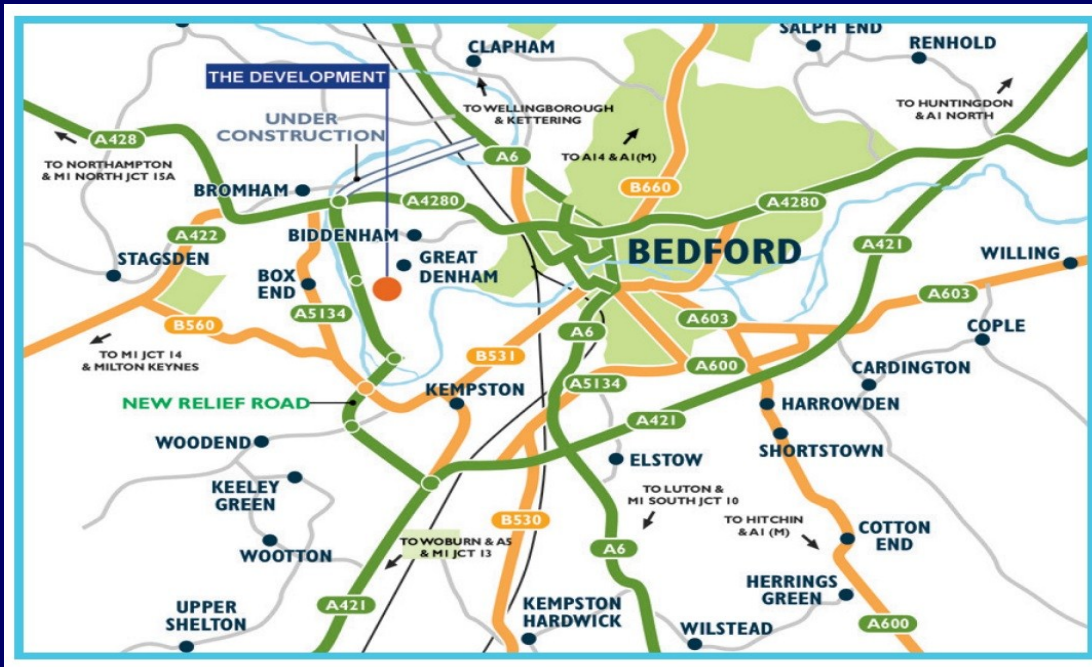 CLAPHAM
SALPH END
RENHOLD
THE DEVELOPMENT
TO WELLINGBOROUGH
& KETTERING
TO HUNTINGDON
& A1 NORTH
UNDER
CONSTRUCTION
A428
TO NORTHAMPTON
& M1 NORTH JCT 15A
A6
TO A14 & A1(M)
B660
BROMHAM
A4280
A4280
A422
BIDDENHAM
BEDFORD
A421
WILLING
STAGSDEN
GREAT
DENHAM
BOX
END
A603
A5134
A603
B560
A6
COPLE
TO M1 JCT 14
& MILTON KEYNES
B531
A600
CARDINGTON
A5134
KEMPSTON
NEW RELIEF ROAD
HARROWDEN
A421
WOODEND
SHORTSTOWN
ELSTOW
KEELEY
GREEN
TO LUTON &
M1 SOUTH JCT 10
B530
TO HITCHIN
& A1 (M)
COTTON
END
WOOTTON
TO WOBURN & A5
& M1 JCT 13
A6
HERRINGS
GREEN
A421
UPPER
SHELTON
KEMPSTON
HARDWICK
WILSTEAD
A600